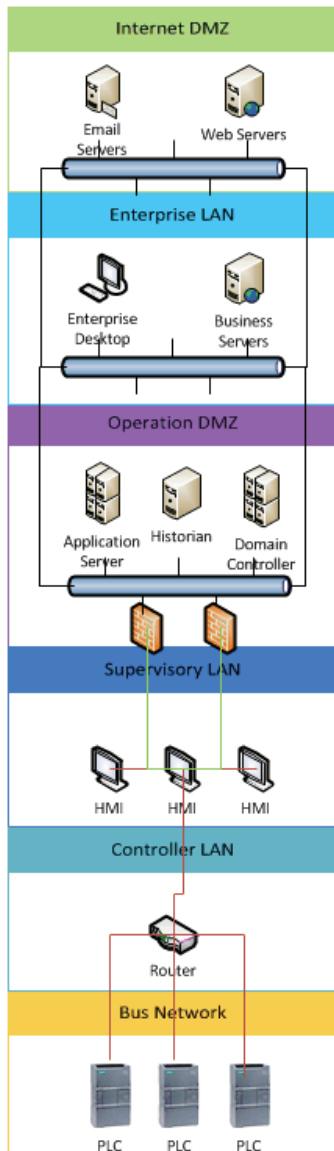 Internet DMZ
Email
Servers
Web Servers
Enterprise LAN
Enterprise
Desktop
Business
Servers
Operation DMZ
Application
Server
Historian
Domain
Controller
Supervisory LAN
HMI
HMI
HMI
Controller LAN
Router
Bus Network
PLC
PLC
PLC